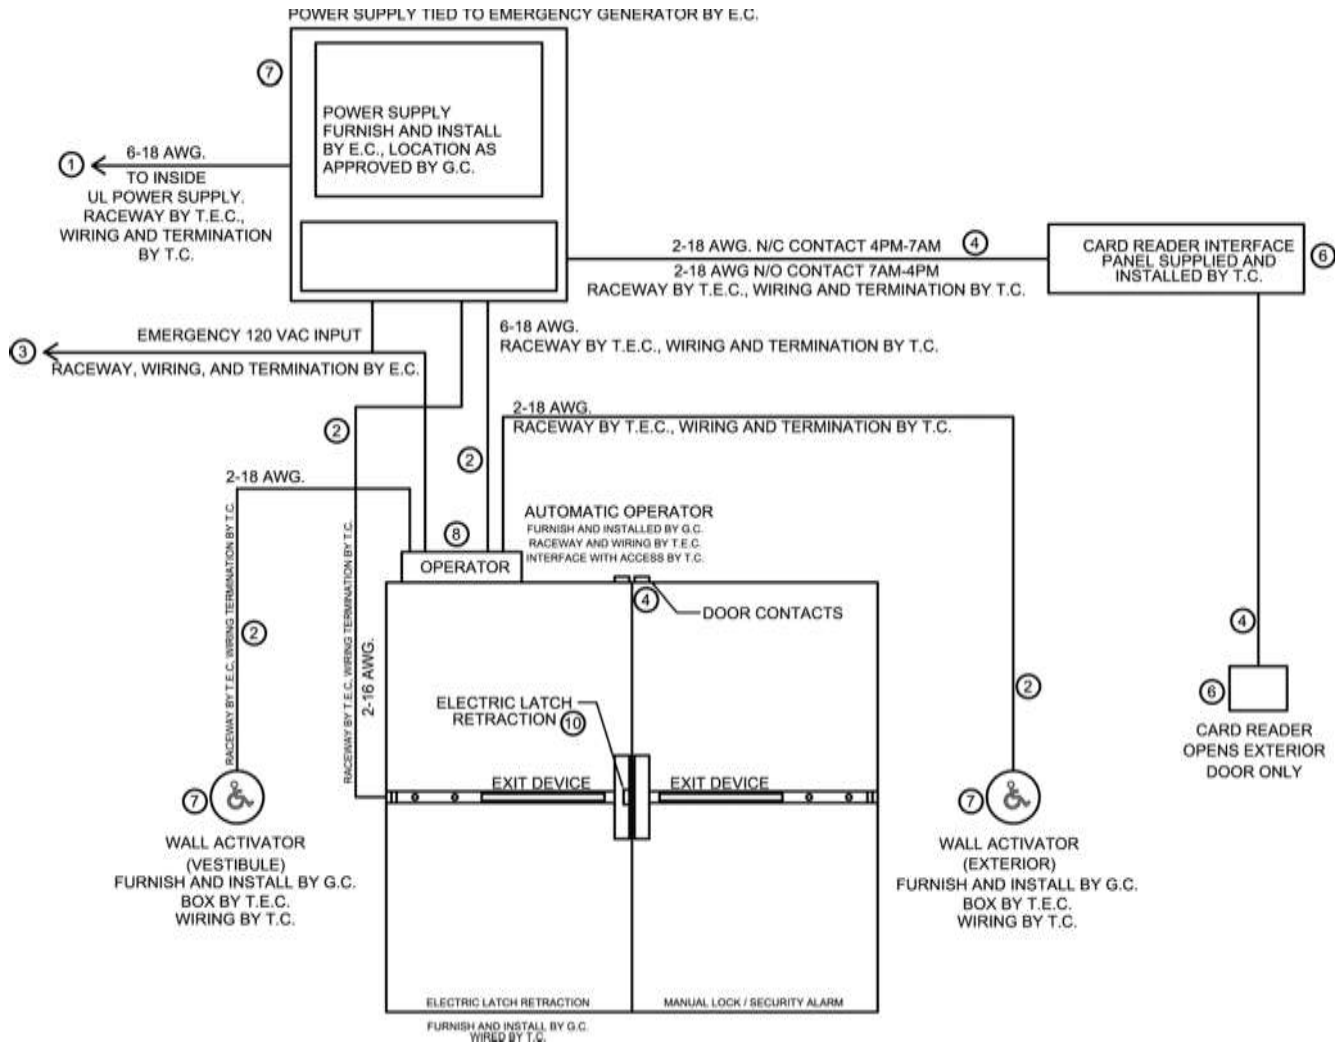 POWER SUPPLY TIED TO EMERGENCY GENERATOR BY E.C.
7
POWER SUPPLY
FURNISH AND INSTALL
BY E.C., LOCATION AS
APPROVED BY G.C.
1
6-18 AWG.
TO INSIDE
UL POWER SUPPLY.
RACEWAY BY T.E.C.,
WIRING AND TERMINATION
BY T.C.
2-18 AWG. N/C CONTACT 4PM-7AM
4
2-18 AWG N/O CONTACT 7AM-4PM
RACEWAY BY T.E.C., WIRING AND TERMINATION BY T.C.
CARD READER INTERFACE
PANEL SUPPLIED AND
INSTALLED BY T.C.
6
EMERGENCY 120 VAC INPUT
3
RACEWAY, WIRING, AND TERMINATION BY E.C.
6-18 AWG.
RACEWAY BY T.E.C., WIRING AND TERMINATION BY T.C.
2
2
2-18 AWG.
RACEWAY BY T.E.C., WIRING AND TERMINATION BY T.C.
2-18 AWG.
RACEWAY BY T.E.C, WIRING TERMINATION BY T.C.
2
RACEWAY BY T.E.C, WIRING TERMINATION BY T.C.
2-16 AWG.
8
OPERATOR
AUTOMATIC OPERATOR
FURNISH AND INSTALLED BY G.C.
RACEWAY AND WIRING BY T.E.C.
INTERFACE WITH ACCESS BY T.C.
4
DOOR CONTACTS
ELECTRIC LATCH
RETRACTION
10
EXIT DEVICE
EXIT DEVICE
2
4
6
CARD READER
OPENS EXTERIOR
DOOR ONLY
7
WALL ACTIVATOR
(VESTIBULE)
FURNISH AND INSTALL BY G.C.
BOX BY T.E.C.
WIRING BY T.C.
7
WALL ACTIVATOR
(EXTERIOR)
FURNISH AND INSTALL BY G.C.
BOX BY T.E.C.
WIRING BY T.C.
ELECTRIC LATCH RETRACTION
MANUAL LOCK / SECURITY ALARM
FURNISH AND INSTALL BY G.C.
WIRED BY T.C.